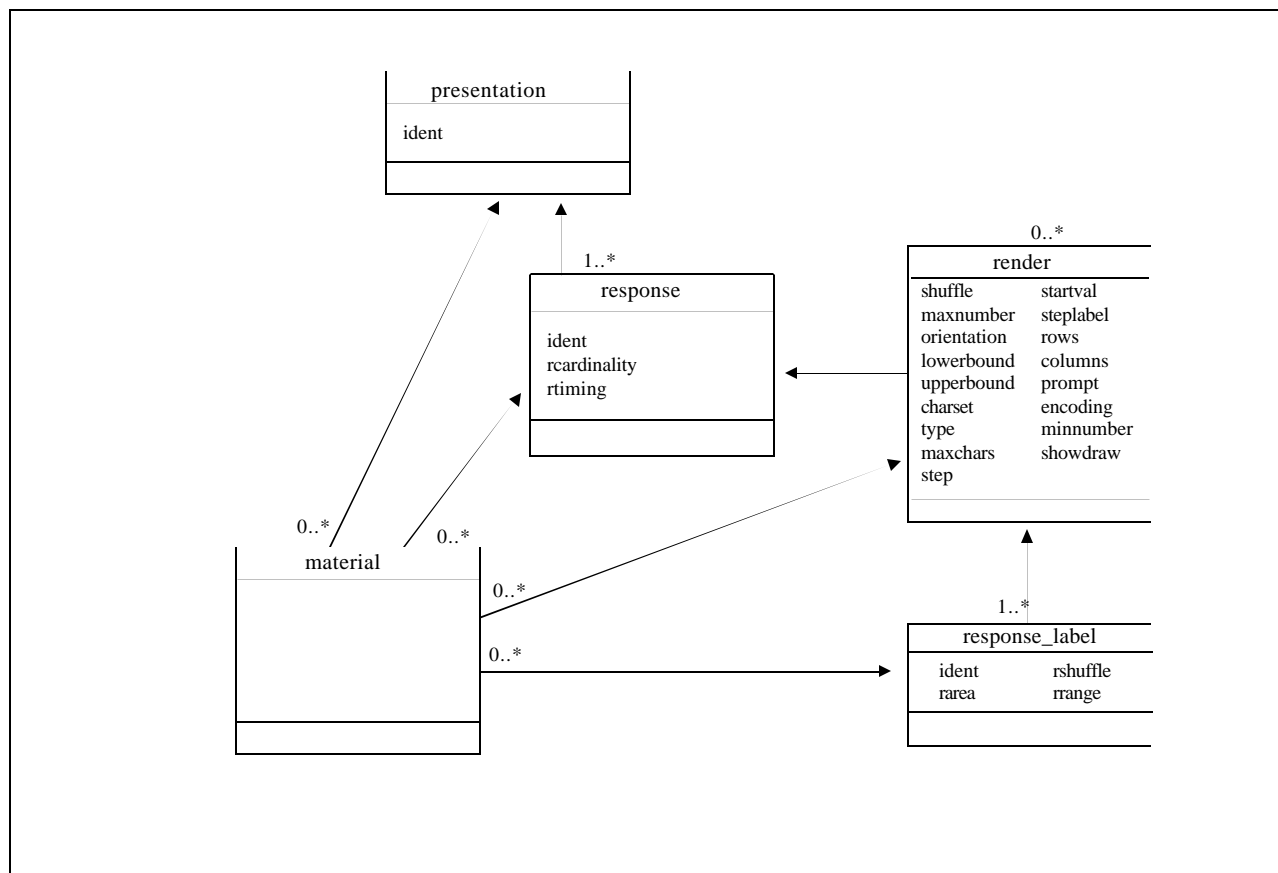 presentation
ident
0..*
render
1..*
response
shuffle startval
maxnumber steplabel
orientation rows
lowerbound columns
upperbound prompt
charset encoding
type minnumber
maxchars showdraw
step
ident
rcardinality
rtiming
0..*
0..*
material
0..*
0..*
1..*
response_label
ident rshuffle
rarea rrange